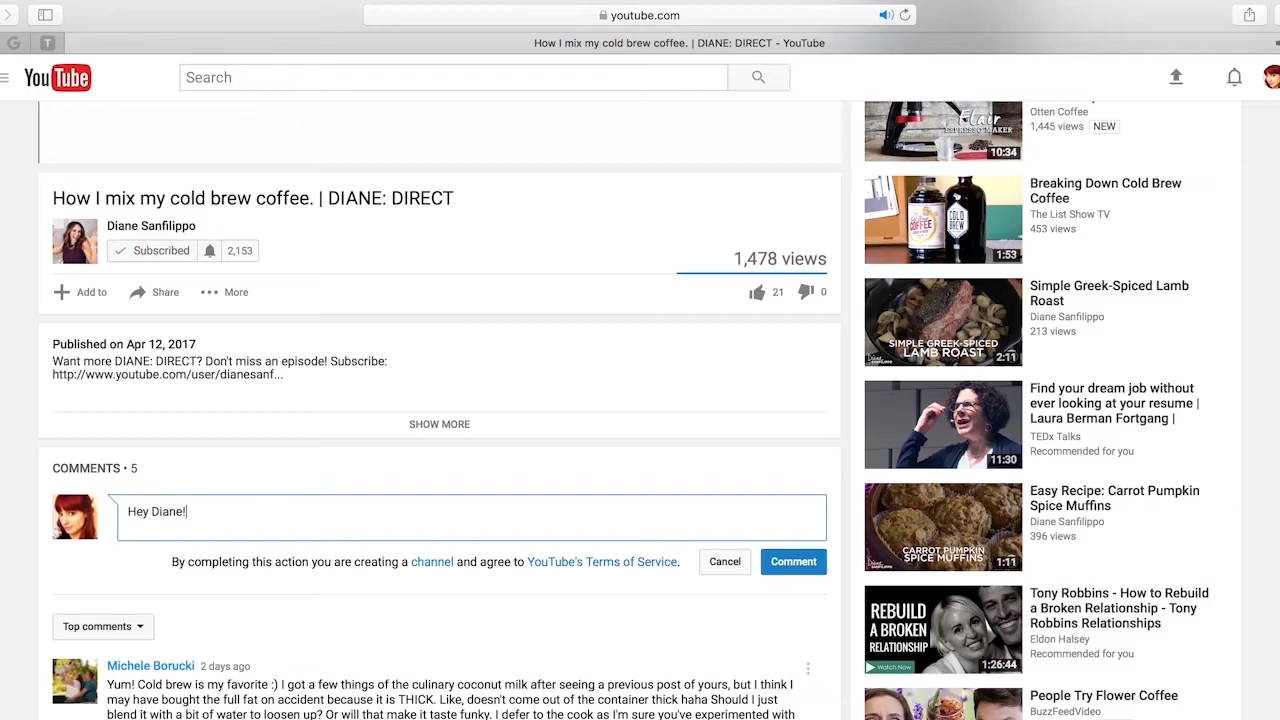 youtube.com
G
T
How I mix my cold brew coffee. | DIANE: DIRECT - YouTube
YouTube
Search
How I mix my cold brew coffee. | DIANE: DIRECT
Diane Sanfilippo
Subscribed 2,153
1,478 views
Add to Share More 21 0
Published on Apr 12, 2017
Want more DIANE: DIRECT? Don't miss an episode! Subscribe:
http://www.youtube.com/user/dianesanf...
SHOW MORE
COMMENTS • 5
Hey Diane!
By completing this action you are creating a channel and agree to YouTube's Terms of Service.
Cancel
Comment
Top comments
Michele Borucki 2 days ago
Yum! Cold brew is my favorite :) I got a few things ie the culinary coconut milk after seeing a previous post of yours, but I think I
may have bought the full fat on accident because it is THICK. Like, doesn't come out of the container thick haha Should I just
blend it with a bit of water to loosen up? Or will that make it taste funky. I defer to the cook as I'm sure you've experimented with
Flair
ESPRESSO MAKER
10:34
Otten Coffee
1,445 views NEW
COFFEE
COLD
BREW
1:53
Breaking Down Cold Brew
Coffee
The List Show TV
453 views
SIMPLE GREEK-SPICED
LAMB ROAST
2:11
Simple Greek-Spiced Lamb
Roast
Diane Sanfilippo
213 views
11:30
Find your dream job without
ever looking at your resume |
Laura Berman Fortgang |
TEDx Talks
Recommended for you
CARROT PUMPKIN
SPICE MUFFINS
1:11
Easy Recipe: Carrot Pumpkin
Spice Muffins
Diane Sanfilippo
396 views
REBUILD
A BROKEN
RELATIONSHIP
Watch Now
1:26:44
Tony Robbins - How to Rebuild
a Broken Relationship - Tony
Robbins Relationships
Eldon Halsey
Recommended for you
People Try Flower Coffee
BuzzFeedVideo